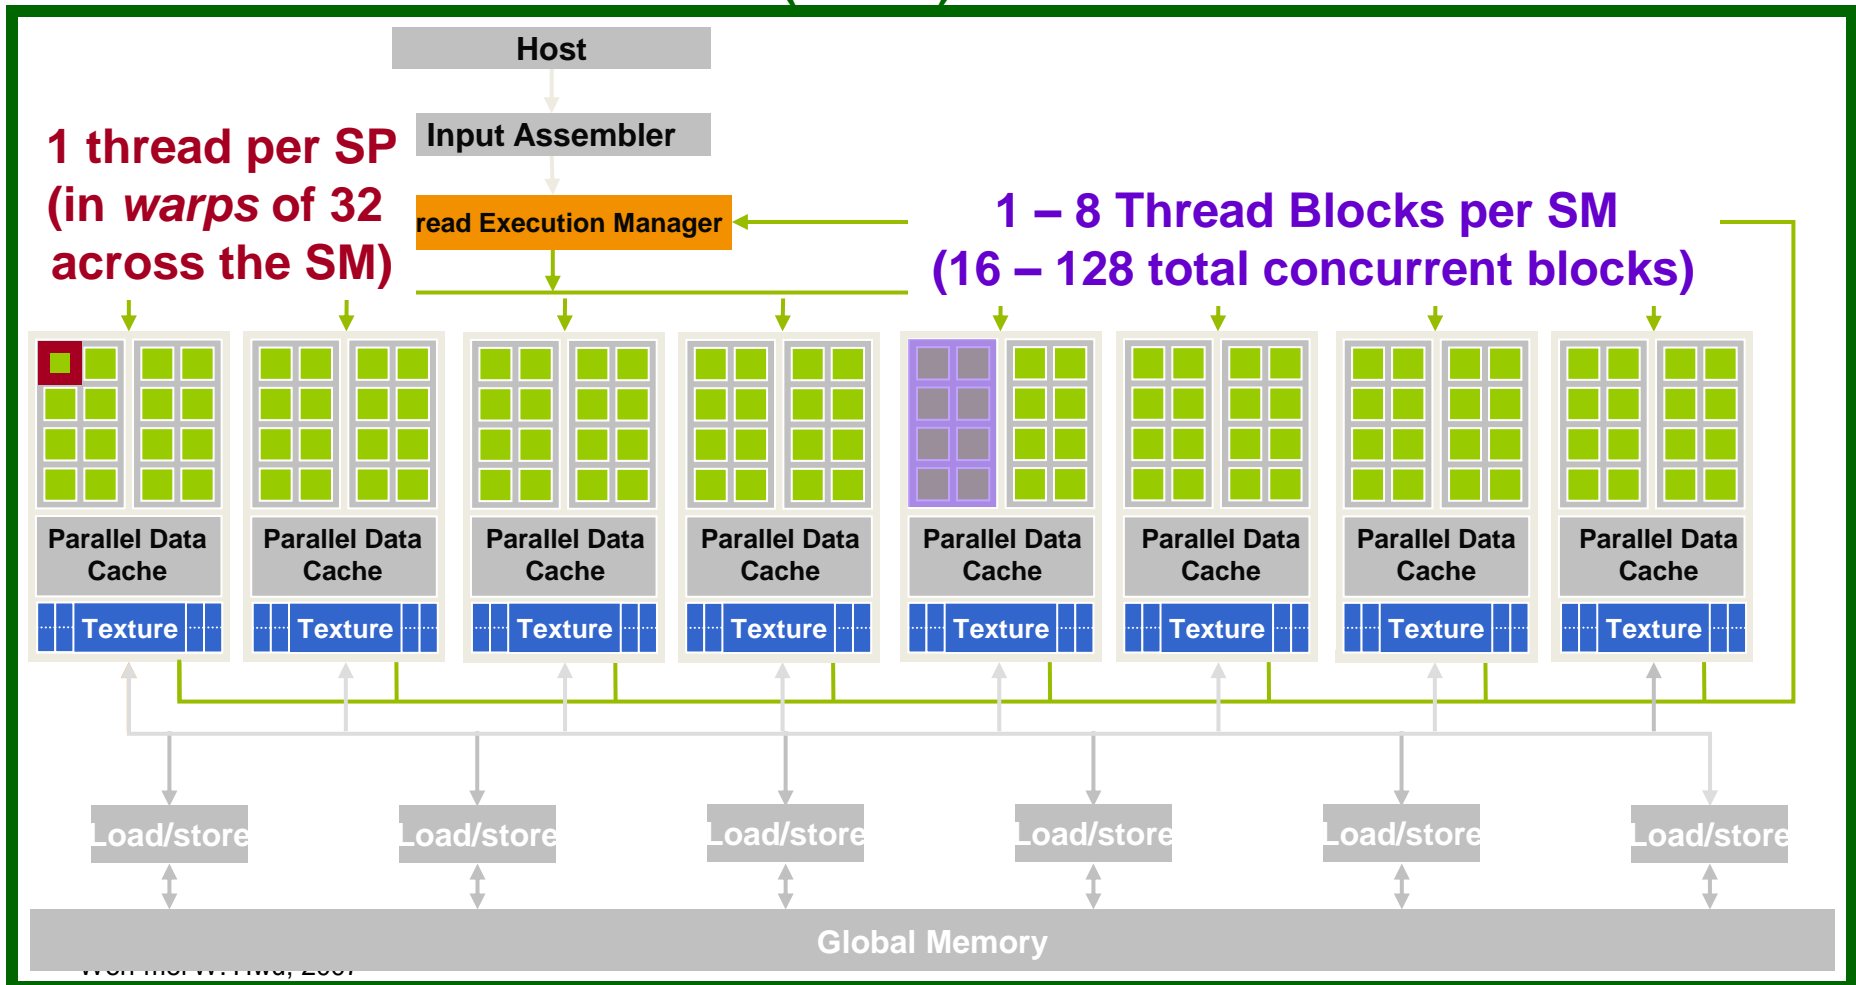 Host
Input Assembler
1 thread per SP
(in warps of 32
across the SM)
read Execution Manager
1 – 8 Thread Blocks per SM
(16 – 128 total concurrent blocks)
Parallel Data
Cache
Parallel Data
Cache
Parallel Data
Cache
Parallel Data
Cache
Parallel Data
Cache
Parallel Data
Cache
Parallel Data
Cache
Parallel Data
Cache
Texture
Texture
Texture
Texture
Texture
Texture
Texture
Texture
Load/store
Load/store
Load/store
Load/store
Load/store
Load/store
Global Memory
W. Hwu, 2007